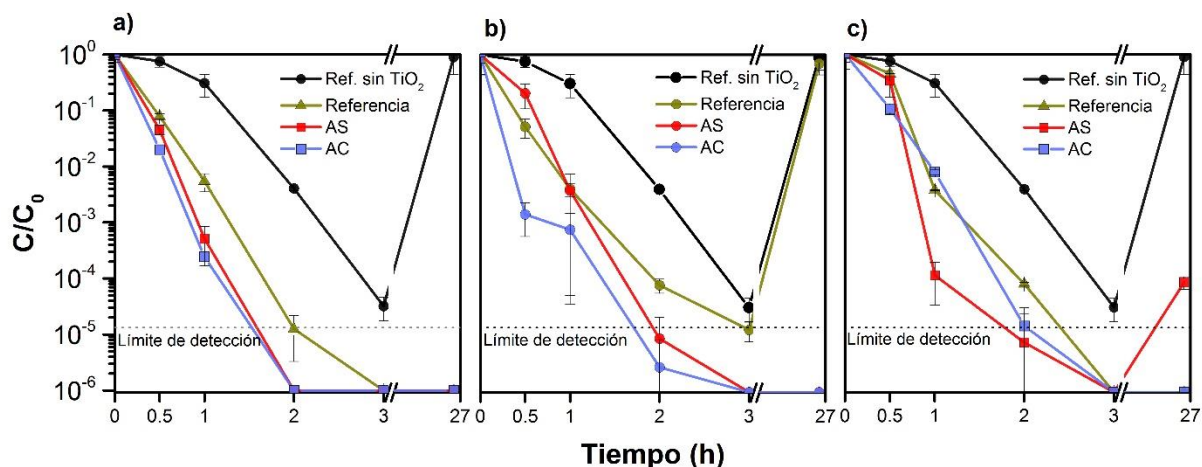 a)
C/C0
10^0
10^-1
10^-2
10^-3
10^-4
10^-5
10^-6
Ref. sin TiO2
Referencia
AS
AC
Límite de detección
0 0.5 1 2 3 27
b)
Ref. sin TiO2
Referencia
AS
AC
Límite de detección
0 0.5 1 2 3 27
c)
Ref. sin TiO2
Referencia
AS
AC
Límite de detección
0 0.5 1 2 3 27
Tiempo (h)